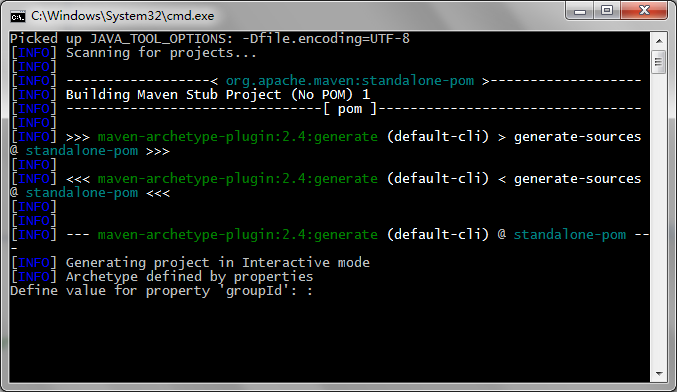 C:\Windows\System32\cmd.exe
Picked up JAVA_TOOL_OPTIONS: -Dfile.encoding=UTF-8
[INFO] Scanning for projects...
[INFO]
[INFO] ------------------< org.apache.maven:standalone-pom >-------------------
[INFO] Building Maven Stub Project (No POM) 1
[INFO] --------------------------------[ pom ]---------------------------------
[INFO]
[INFO] >>> maven-archetype-plugin:2.4:generate (default-cli) > generate-sources
@ standalone-pom >>>
[INFO]
[INFO] <<< maven-archetype-plugin:2.4:generate (default-cli) < generate-sources
@ standalone-pom <<<
[INFO]
[INFO]
[INFO] --- maven-archetype-plugin:2.4:generate (default-cli) @ standalone-pom --
-
[INFO] Generating project in Interactive mode
[INFO] Archetype defined by properties
Define value for property 'groupId': :